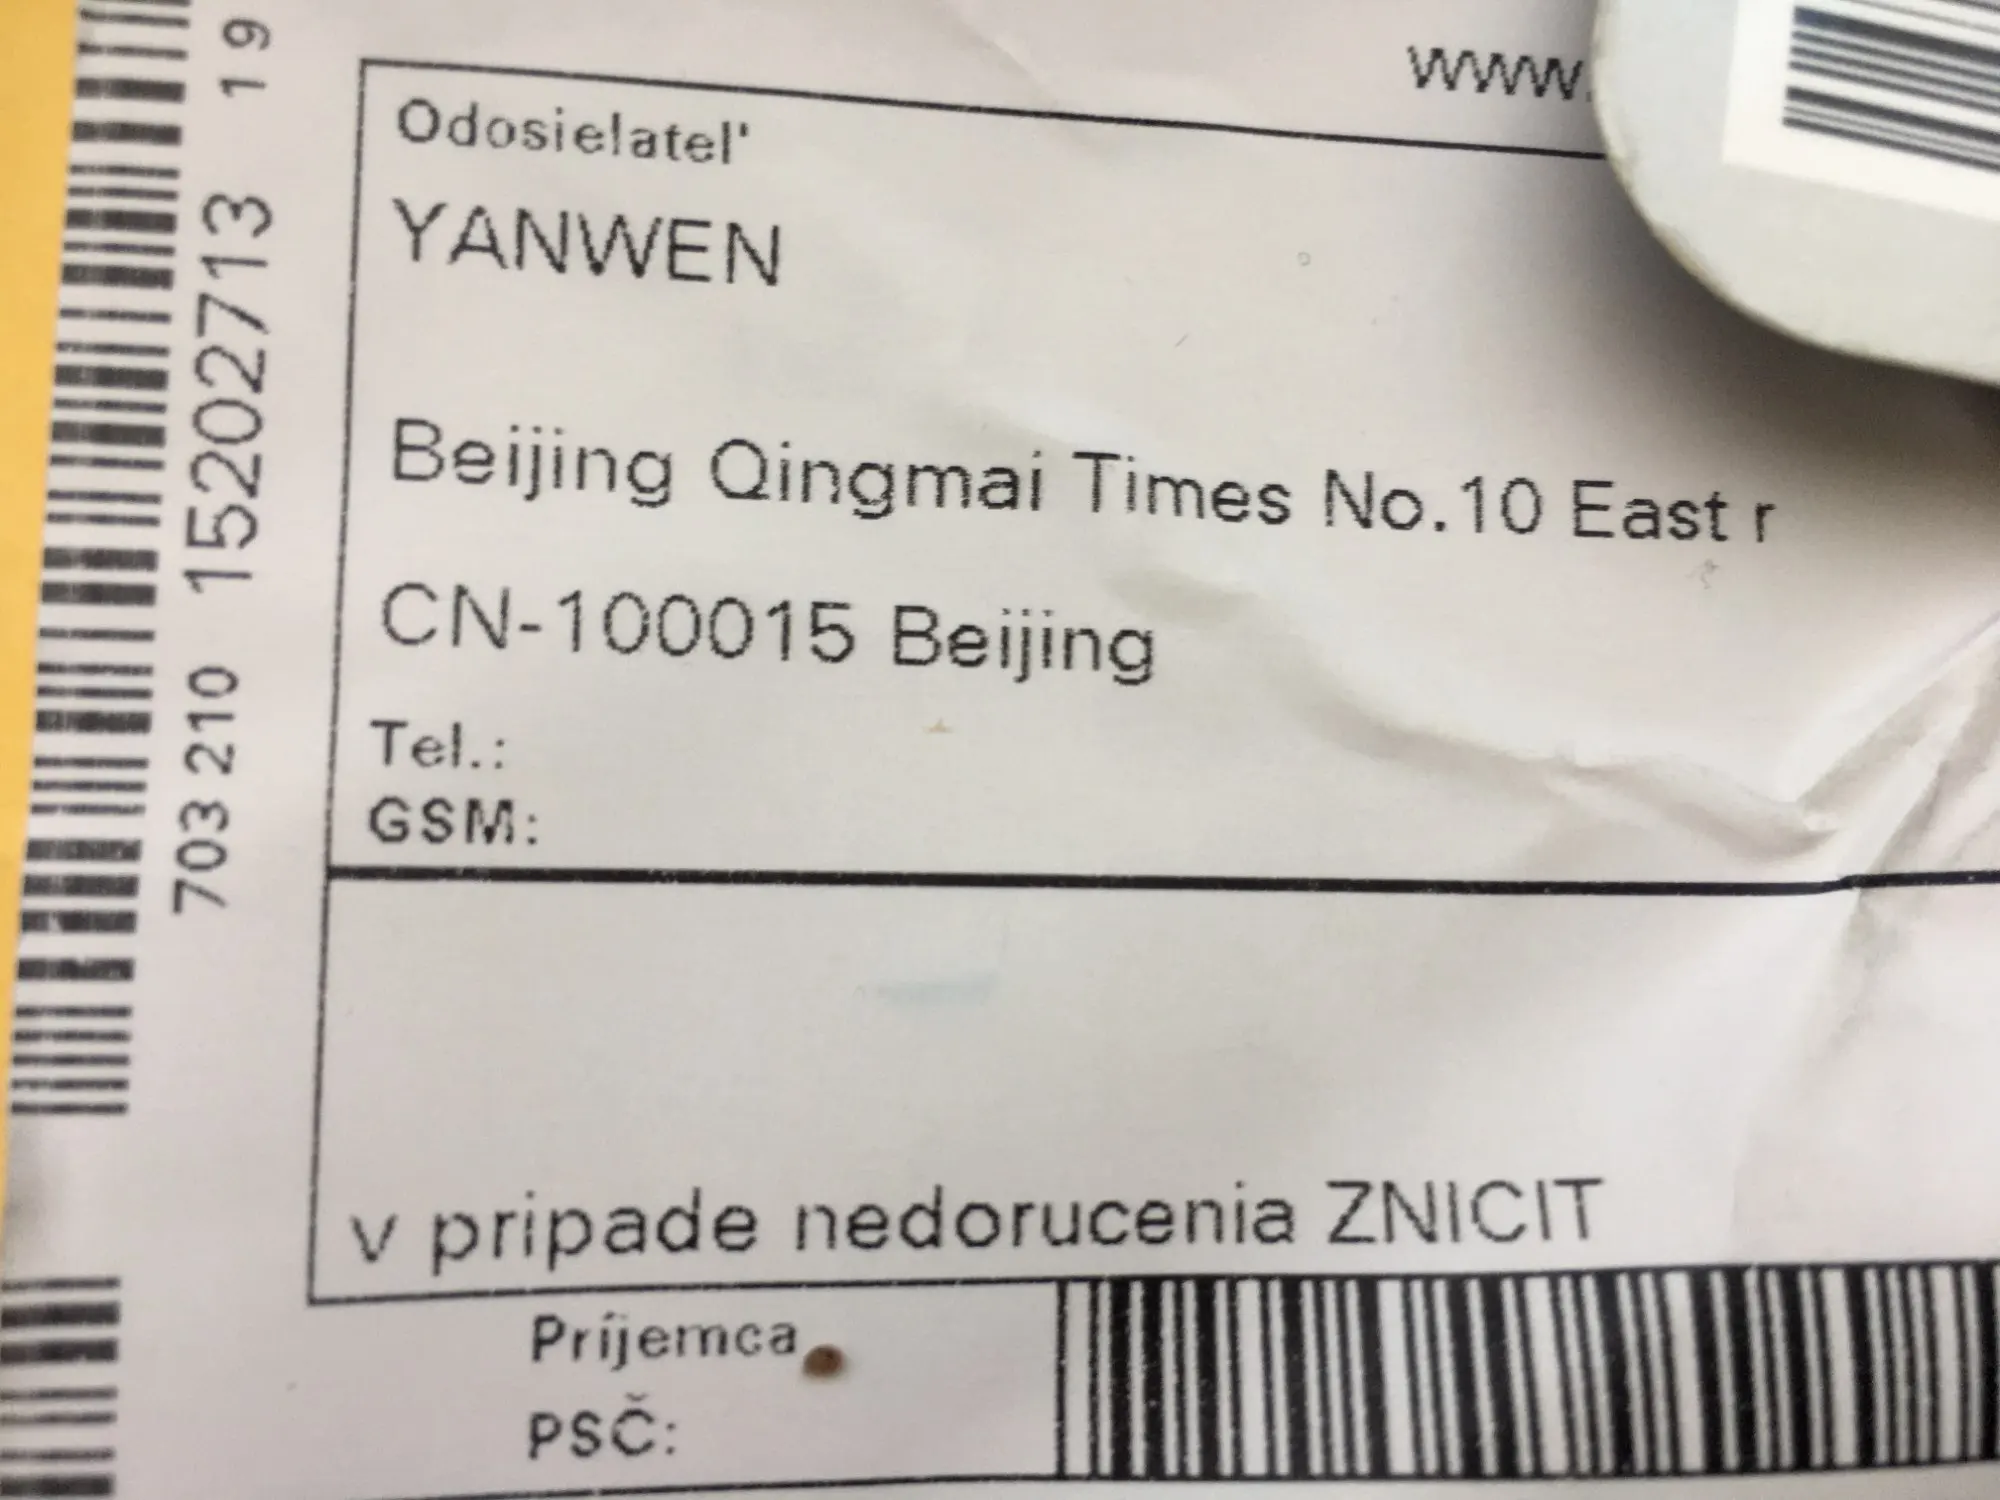 www.
Odosielatel'
YANWEN
Beijing Qingmai Times No.10 East r
CN-100015 Beijing
Tel.:
GSM:
v pripade nedorucenia ZNICIT
Príjemca
PSČ:
703 210 15202713 19